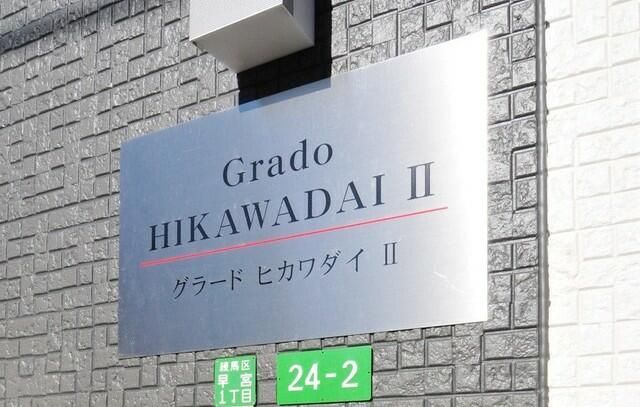 Grado
HIKAWADAI II
グラード ヒカワダイ II
練馬区
早宮
1丁目
24-2